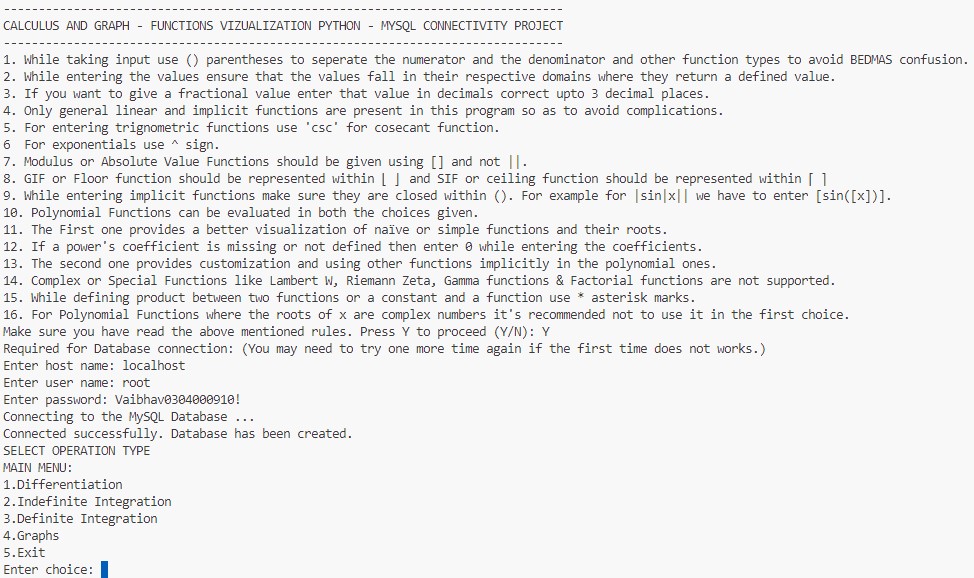 --------------------------------------------------------------------------------
CALCULUS AND GRAPH - FUNCTIONS VIZUALIZATION PYTHON - MYSQL CONNECTIVITY PROJECT
--------------------------------------------------------------------------------
1. While taking input use () parentheses to seperate the numerator and the denominator and other function types to avoid BEDMAS confusion.
2. While entering the values ensure that the values fall in their respective domains where they return a defined value.
3. If you want to give a fractional value enter that value in decimals correct upto 3 decimal places.
4. Only general linear and implicit functions are present in this program so as to avoid complications.
5. For entering trignometric functions use 'csc' for cosecant function.
6  For exponentials use ^ sign.
7. Modulus or Absolute Value Functions should be given using [] and not ||.
8. GIF or Floor function should be represented within ⌊ ⌋ and SIF or ceiling function should be represented within ⌈ ⌉
9. While entering implicit functions make sure they are closed within (). For example for |sin|x|| we have to enter [sin([x])].
10. Polynomial Functions can be evaluated in both the choices given.
11. The First one provides a better visualization of naïve or simple functions and their roots.
12. If a power's coefficient is missing or not defined then enter 0 while entering the coefficients.
13. The second one provides customization and using other functions implicitly in the polynomial ones.
14. Complex or Special Functions like Lambert W, Riemann Zeta, Gamma functions & Factorial functions are not supported.
15. While defining product between two functions or a constant and a function use * asterisk marks.
16. For Polynomial Functions where the roots of x are complex numbers it's recommended not to use it in the first choice.
Make sure you have read the above mentioned rules. Press Y to proceed (Y/N): Y
Required for Database connection: (You may need to try one more time again if the first time does not works.)
Enter host name: localhost
Enter user name: root
Enter password: Vaibhav0304000910!
Connecting to the MySQL Database ...
Connected successfully. Database has been created.
SELECT OPERATION TYPE
MAIN MENU:
1.Differentiation
2.Indefinite Integration
3.Definite Integration
4.Graphs
5.Exit
Enter choice: